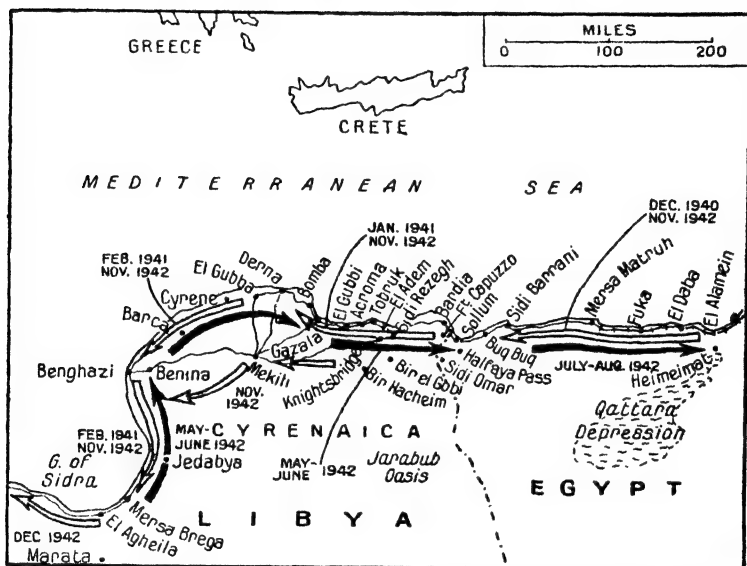 GREECE
MILES
0 100 200
CRETE
MEDITERRANEAN SEA
DEC. 1940
NOV. 1942
JAN. 1941
NOV. 1942
FEB. 1941
NOV. 1942
El Gubba
Derna
Bomba
El Gubbi
Acroma
Tobruk
El Adem
Sidi Rezegh
Bardia
Ft Capuzzo
Sollum
Sidi Barrani
Mersa Matruh
Fuka
El Daba
El Alamein
Cyrene
Barca
Gazala
Benghazi
Benina
Mekili
Knightsbridge
Bir Hacheim
Bir el Gobi
Sidi Omar
Halfaya Pass
Buq Buq
JULY-AUG. 1942
Heimeimat
NOV.
1942
Qattara
Depression
FEB. 1941
NOV. 1942
MAY-
JUNE 1942
CYRENAICA
MAY-
JUNE 1942
Jarabub
Oasis
G. of
Sidra
Jedabya
EGYPT
LIBYA
Mersa Brega
El Agheila
DEC 1942
Marata